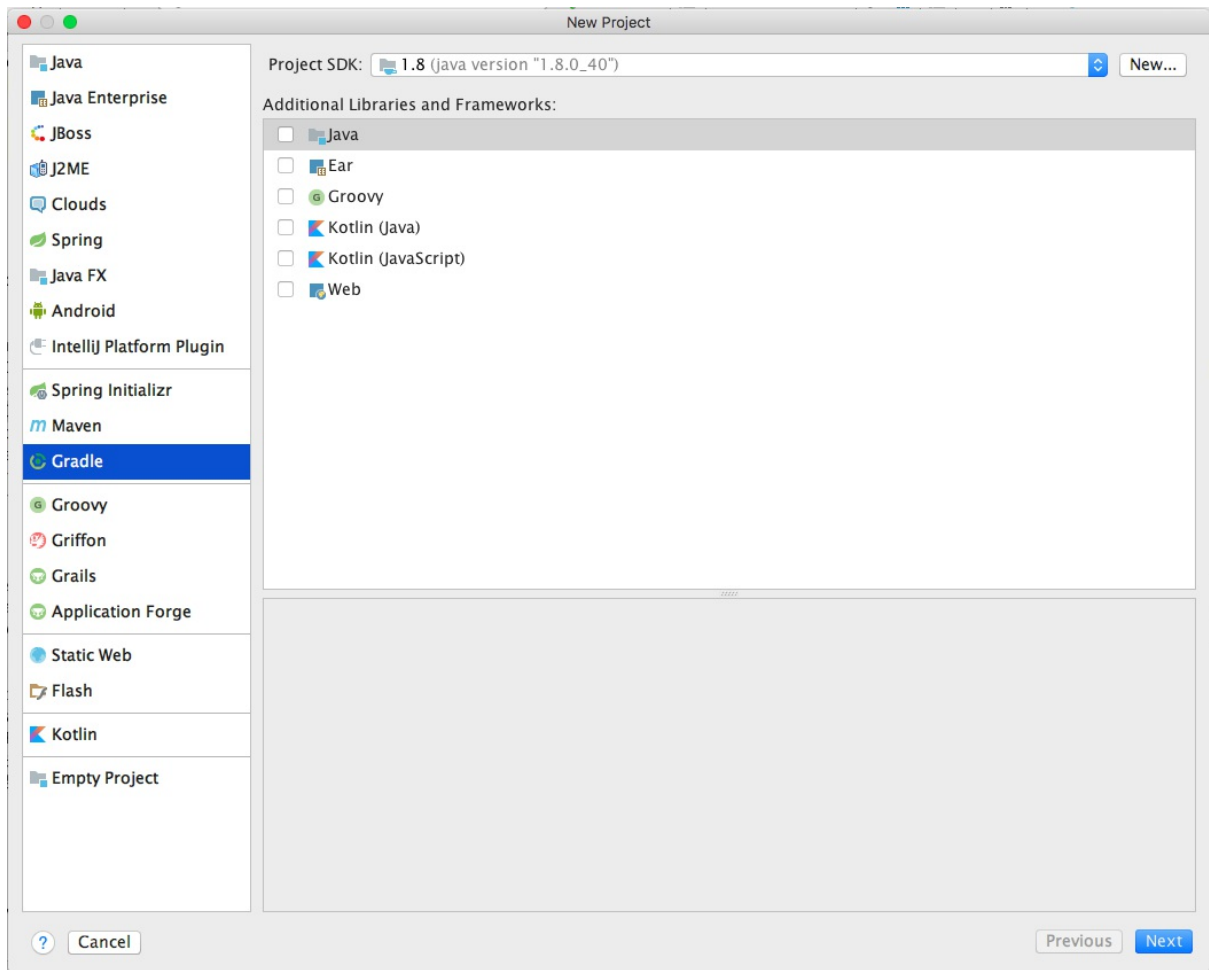 New Project
Java
Java Enterprise
JBoss
J2ME
Clouds
Spring
Java FX
Android
IntelliJ Platform Plugin
Spring Initializr
Maven
Gradle
Groovy
Griffon
Grails
Application Forge
Static Web
Flash
Kotlin
Empty Project
Project SDK: 1.8 (java version "1.8.0_40") New...
Additional Libraries and Frameworks:
Java
Ear
Groovy
Kotlin (Java)
Kotlin (JavaScript)
Web
? Cancel Previous Next